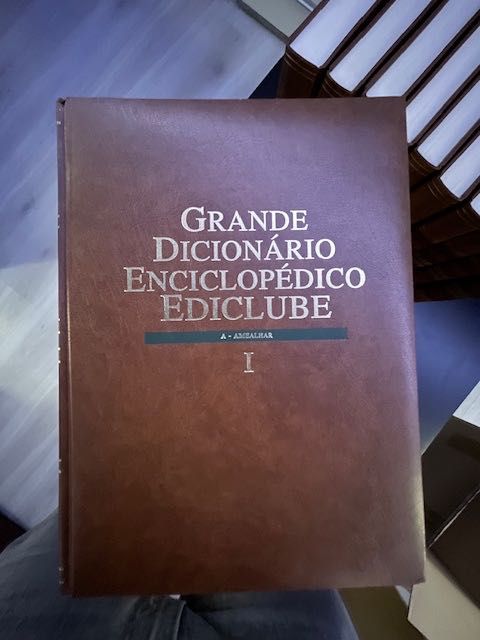 GRANDE
DICIONÁRIO
ENCICLOPÉDICO
EDICLUBE
A - AMEALHAR
I